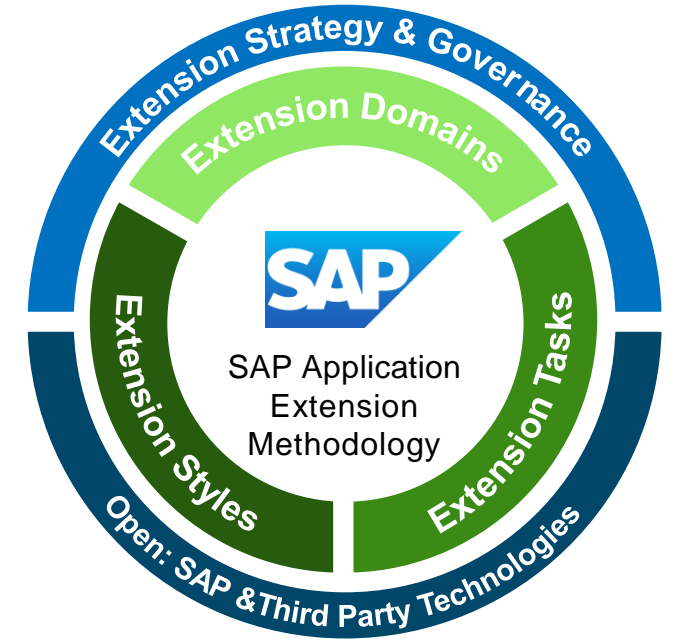 Extension Strategy & Governance
Extension Domains
SAP
SAP Application
Extension
Methodology
Extension Styles
Extension Tasks
Open: SAP &Third Party Technologies